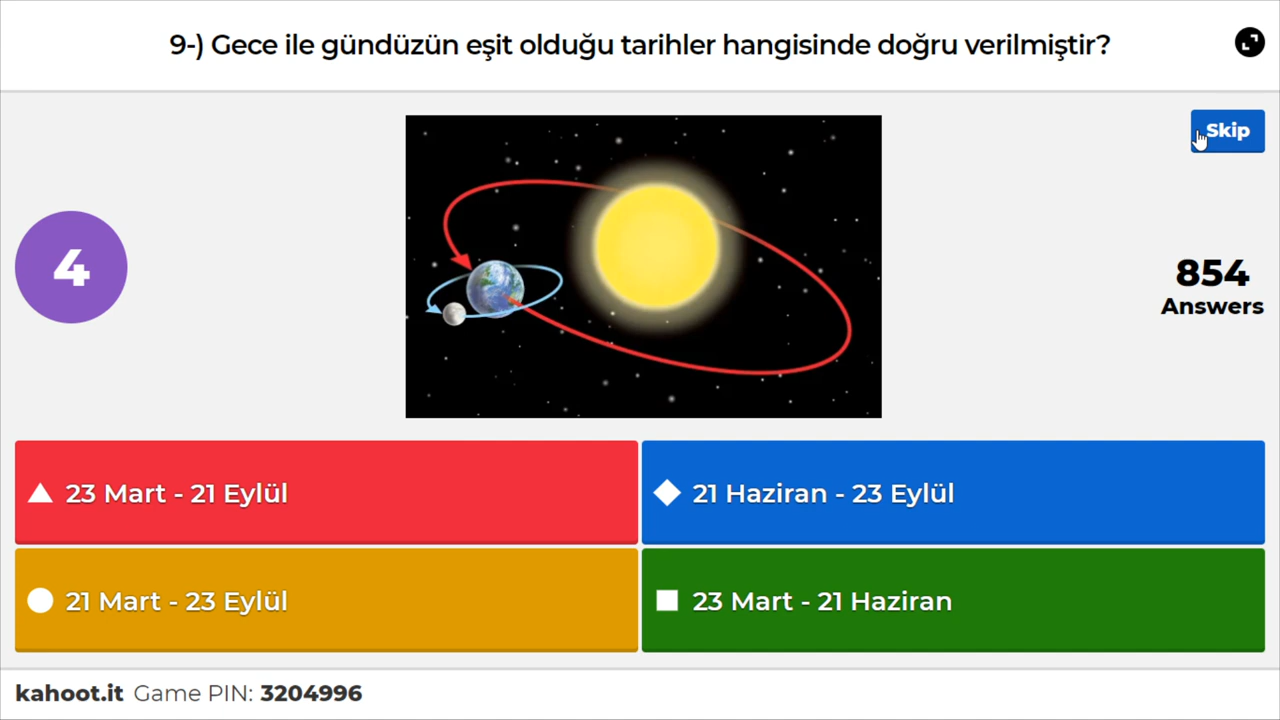 9-) Gece ile gündüzün eşit olduğu tarihler hangisinde doğru verilmiştir?
Skip
4
854
Answers
23 Mart - 21 Eylül
21 Haziran - 23 Eylül
21 Mart - 23 Eylül
23 Mart - 21 Haziran
kahoot.it Game PIN: 3204996